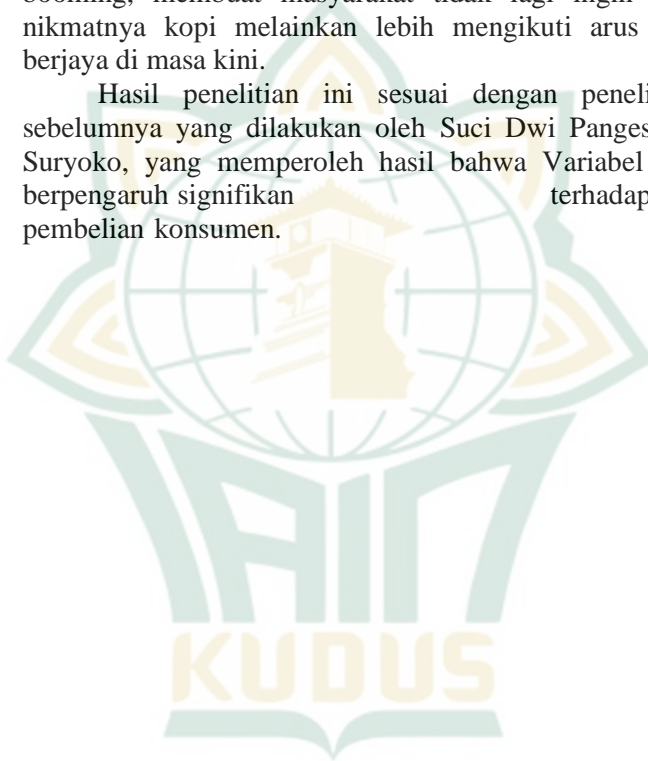 booming, membuat masyarakat tidak lagi ingin
nikmatnya kopi melainkan lebih mengikuti arus
berjaya di masa kini.
Hasil penelitian ini sesuai dengan
sebelumnya yang dilakukan oleh Suci Dwi
Suryoko, yang memperoleh hasil bahwa Variabel
berpengaruh signifikan terhadap
pembelian konsumen.
IAIN
KUDUS